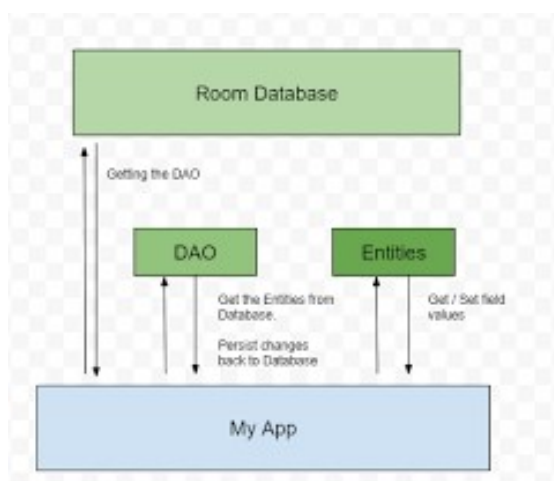 Room Database
Getting the DAO
DAO
Entities
Get the Entities from
Database.
Persist changes
back to Database
Get / Set field
values
My App